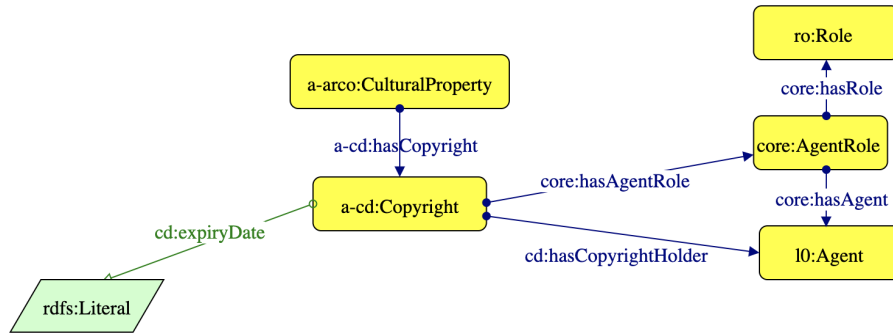 ro:Role
a-arco:CulturalProperty
core:hasRole
a-cd:hasCopyright
core:AgentRole
core:hasAgentRole
core:hasAgent
a-cd:Copyright
cd:expiryDate
cd:hasCopyrightHolder
l0:Agent
rdfs:Literal